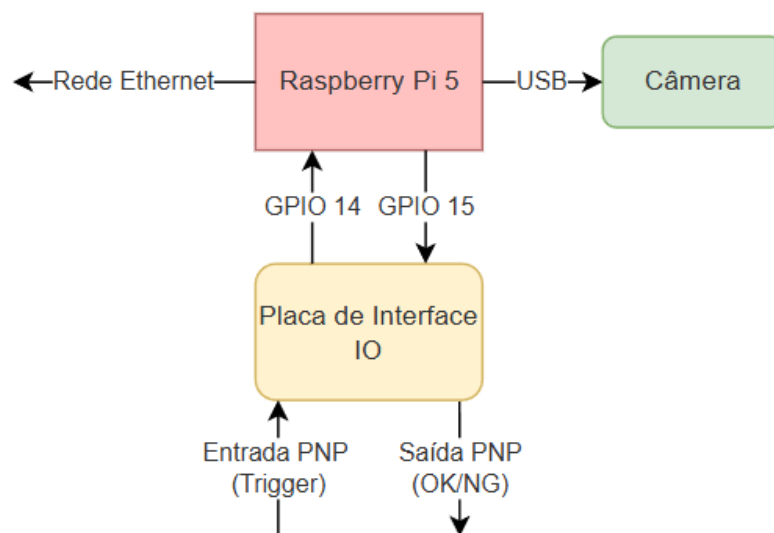 Rede Ethernet
Raspberry Pi 5
USB
Câmera
GPIO 14
GPIO 15
Placa de Interface
IO
Entrada PNP
(Trigger)
Saída PNP
(OK/NG)